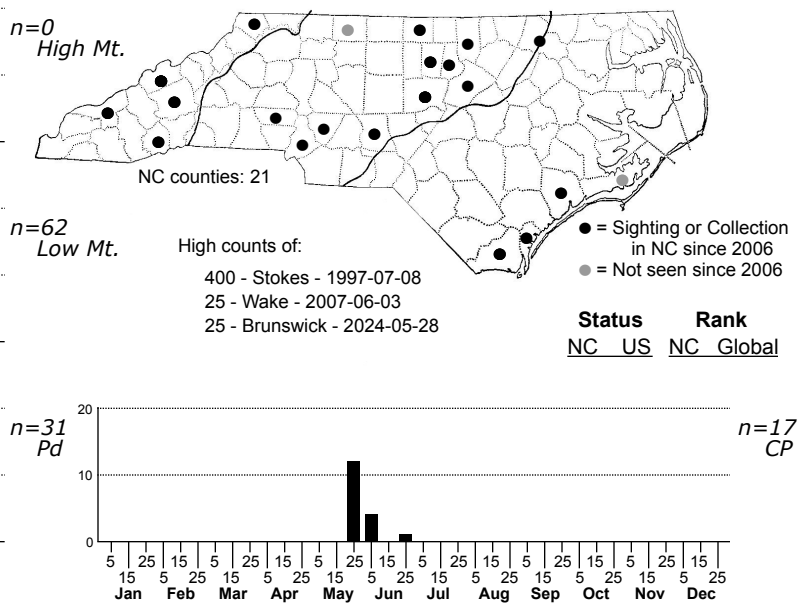 n=0
High Mt.
NC counties: 21
n=62
Low Mt.
High counts of:
400 - Stokes - 1997-07-08
25 - Wake - 2007-06-03
25 - Brunswick - 2024-05-28
● = Sighting or Collection
in NC since 2006
● = Not seen since 2006
Status Rank
NC US NC Global
n=31
Pd
n=17
CP
20
10
0
5 25 15 5 25 15 5 25 15 5 25 15 5 25 15 5 25 15
15 5 25 15 5 25 15 5 25 15 5 25 15 5 25 15 5 25
Jan Feb Mar Apr May Jun Jul Aug Sep Oct Nov Dec